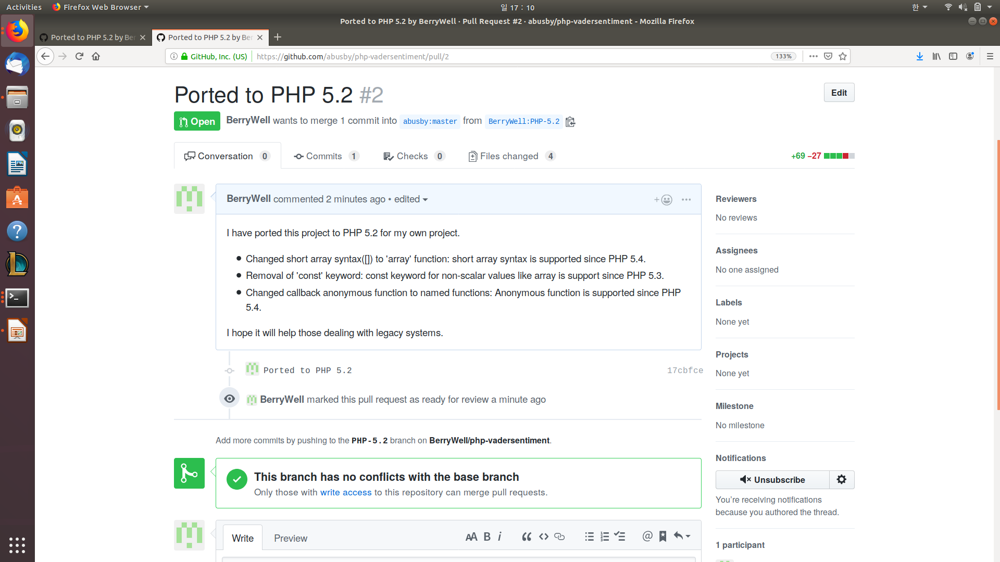 Activities Firefox Web Browser 일 17 : 10 한
Ported to PHP 5.2 by BerryWell · Pull Request #2 · abusby/php-vadersentiment - Mozilla Firefox
Ported to PHP 5.2 by Ber Ported to PHP 5.2 by Ber
GitHub, Inc. (US) https://github.com/abusby/php-vadersentiment/pull/2 133%
Ported to PHP 5.2 #2 Edit
Open BerryWell wants to merge 1 commit into abusby:master from BerryWell:PHP-5.2
Conversation 0 Commits 1 Checks 0 Files changed 4 +69 −27
BerryWell commented 2 minutes ago • edited
I have ported this project to PHP 5.2 for my own project.
• Changed short array syntax([]) to 'array' function: short array syntax is supported since PHP 5.4.
• Removal of 'const' keyword: const keyword for non-scalar values like array is support since PHP 5.3.
• Changed callback anonymous function to named functions: Anonymous function is supported since PHP
5.4.
I hope it will help those dealing with legacy systems.
Ported to PHP 5.2 17cbfce
BerryWell marked this pull request as ready for review a minute ago
Add more commits by pushing to the PHP-5.2 branch on BerryWell/php-vadersentiment.
This branch has no conflicts with the base branch
Only those with write access to this repository can merge pull requests.
Write Preview
Reviewers
No reviews
Assignees
No one assigned
Labels
None yet
Projects
None yet
Milestone
No milestone
Notifications
Unsubscribe
You're receiving notifications
because you authored the thread.
1 participant